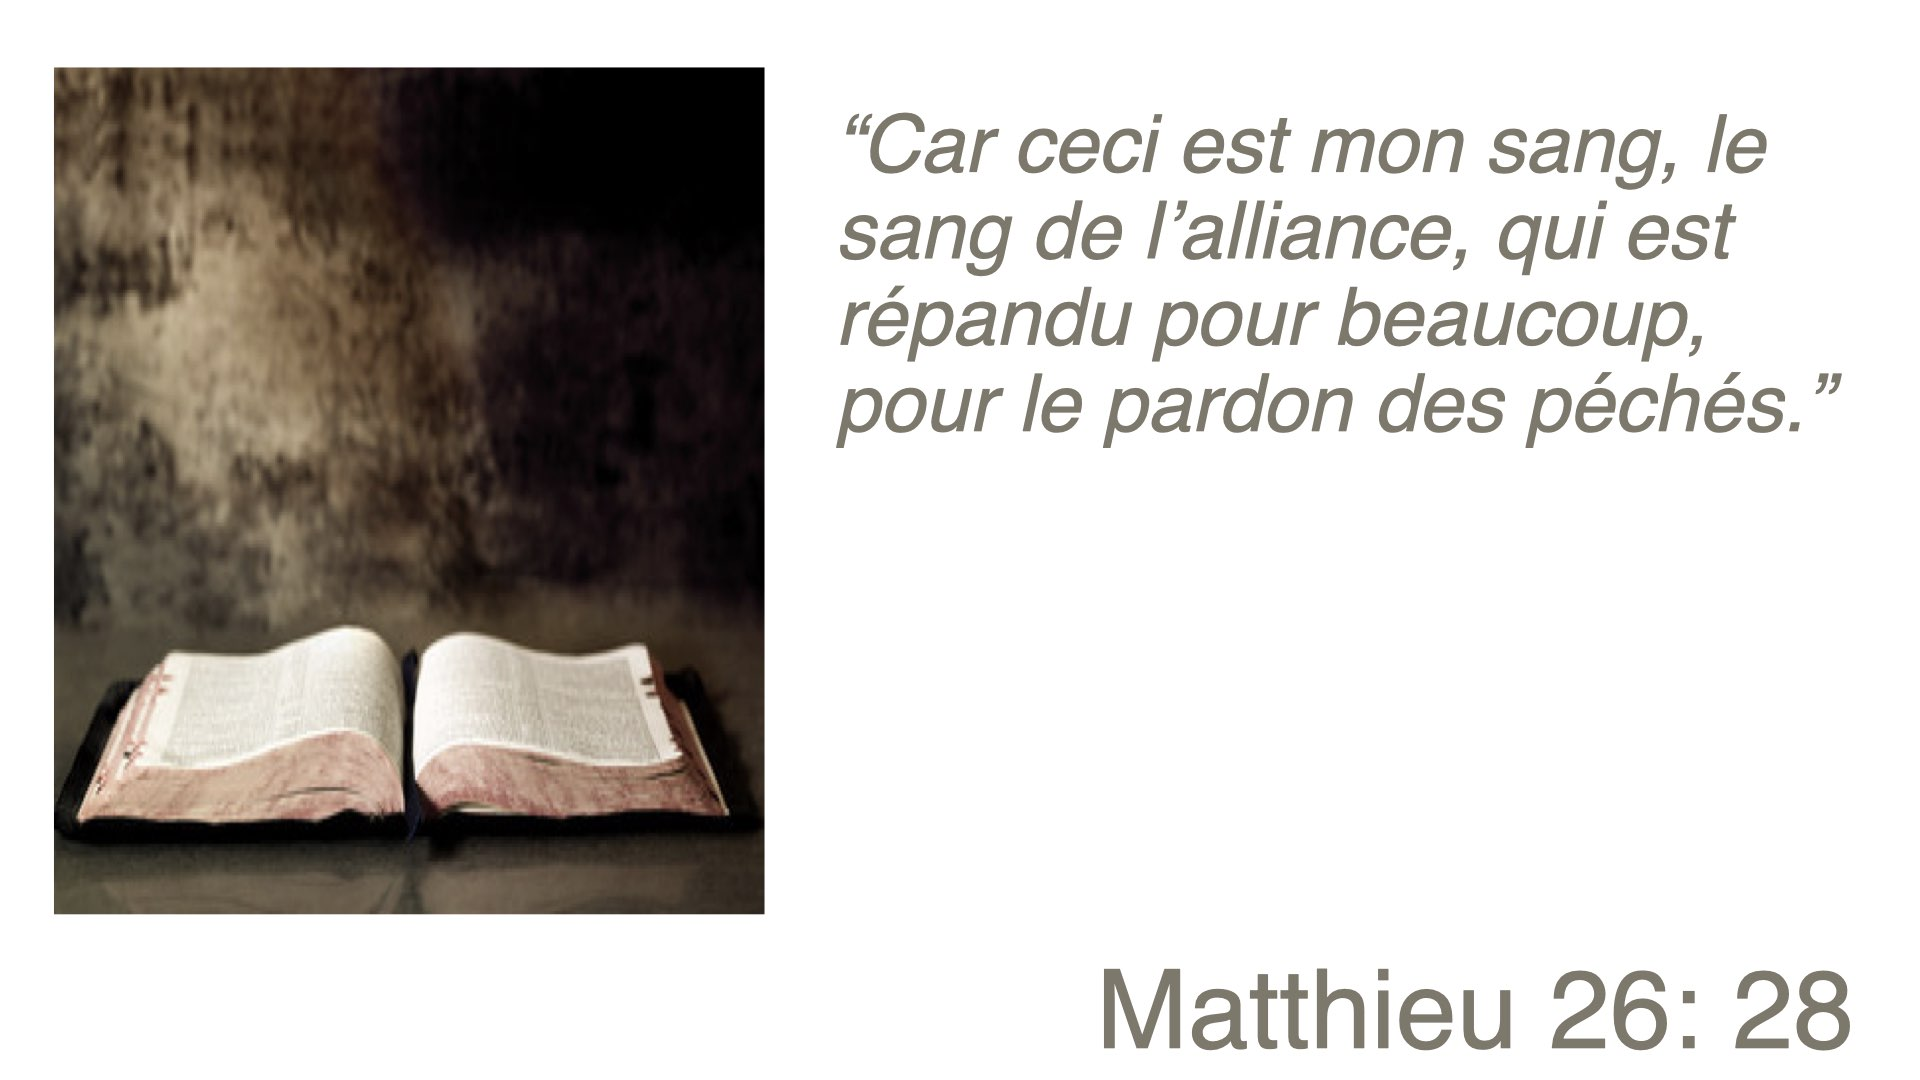 “Car ceci est mon sang, le
sang de l’alliance, qui est
répandu pour beaucoup,
pour le pardon des péchés.”
Matthieu 26: 28